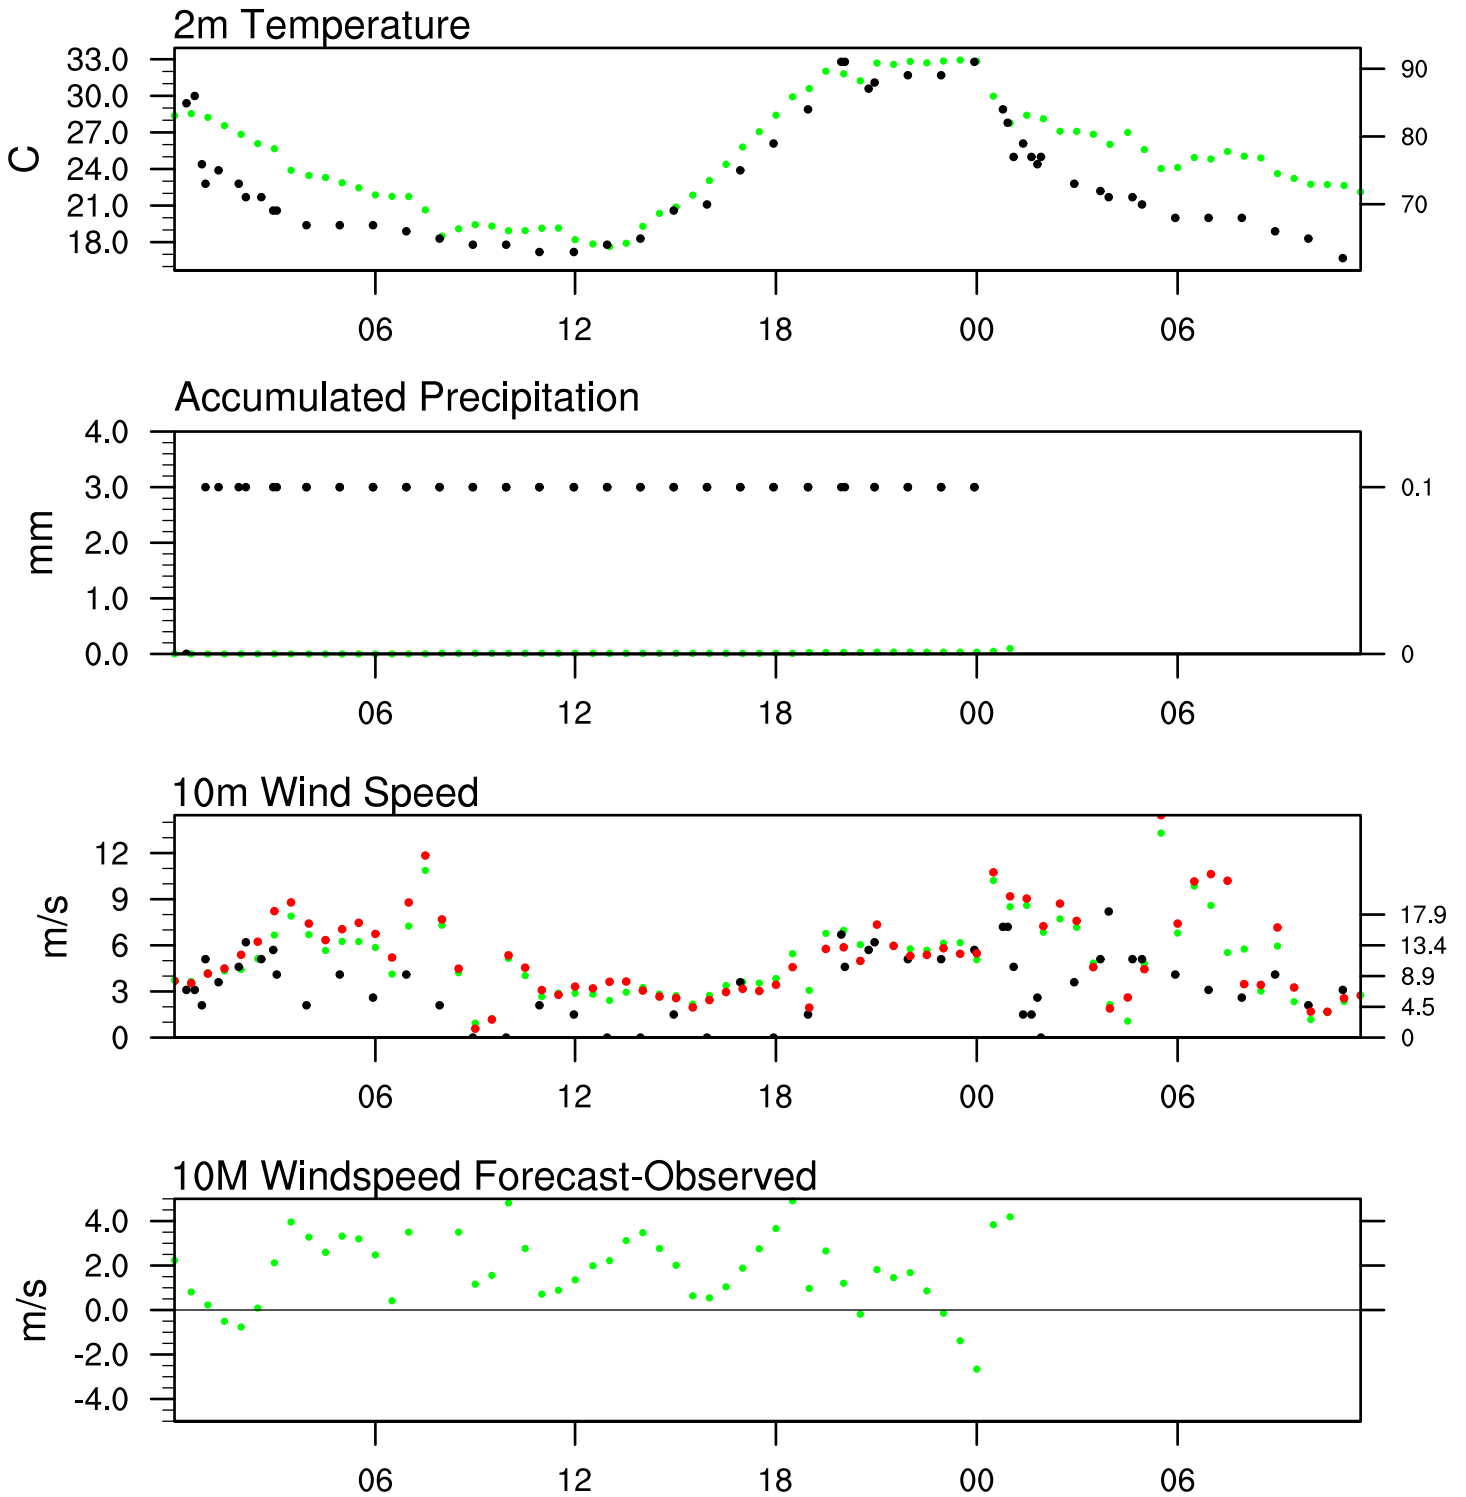 2m Temperature
33.0
90
30.0
27.0
80
C
24.0
21.0
70
18.0
06 12 18 00 06
Accumulated Precipitation
4.0
3.0
0.1
mm
2.0
1.0
0.0
0
06 12 18 00 06
10m Wind Speed
12
9
17.9
m/s
6
13.4
8.9
3
4.5
0
0
06 12 18 00 06
10M Windspeed Forecast-Observed
4.0
2.0
m/s
0.0
-2.0
-4.0
06 12 18 00 06